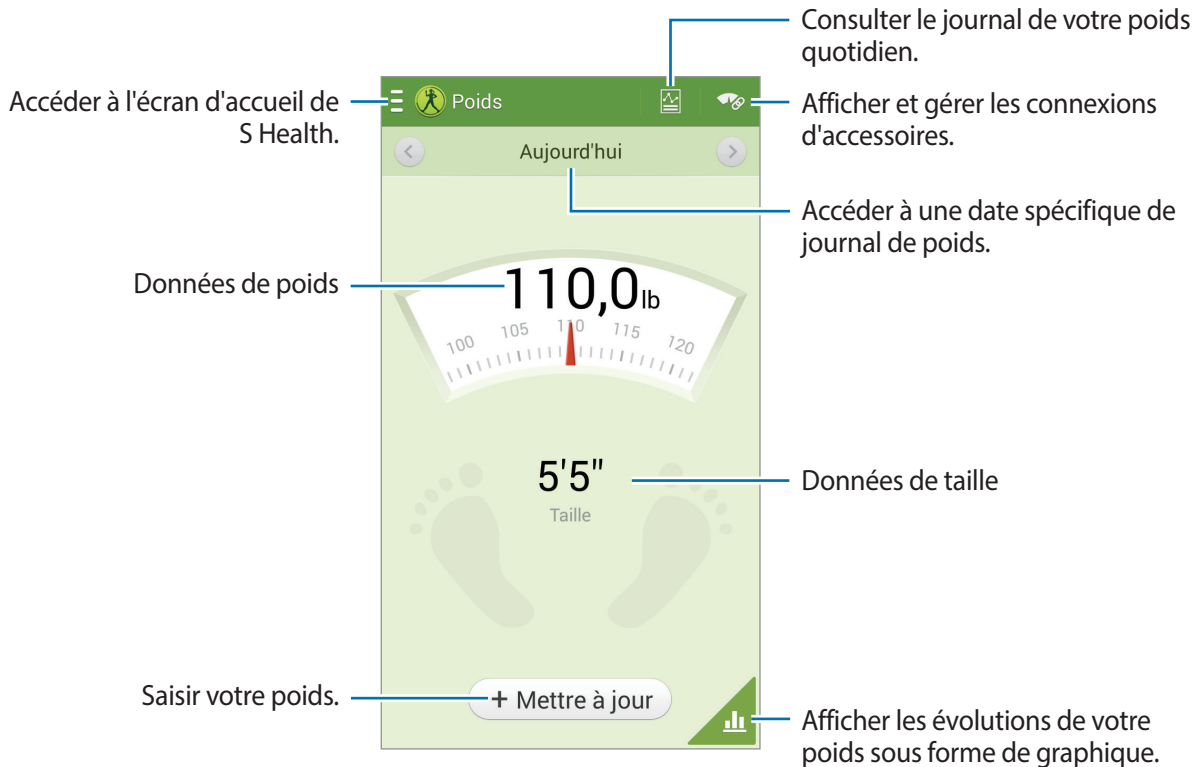 Consulter le journal de votre poids
quotidien.
Accéder à l'écran d'accueil de
S Health.
Poids
Afficher et gérer les connexions
d'accessoires.
Aujourd'hui
Accéder à une date spécifique de
journal de poids.
Données de poids
110,0lb
100 105 110 115 120
5'5"
Taille
Données de taille
Saisir votre poids.
+ Mettre à jour
Afficher les évolutions de votre
poids sous forme de graphique.